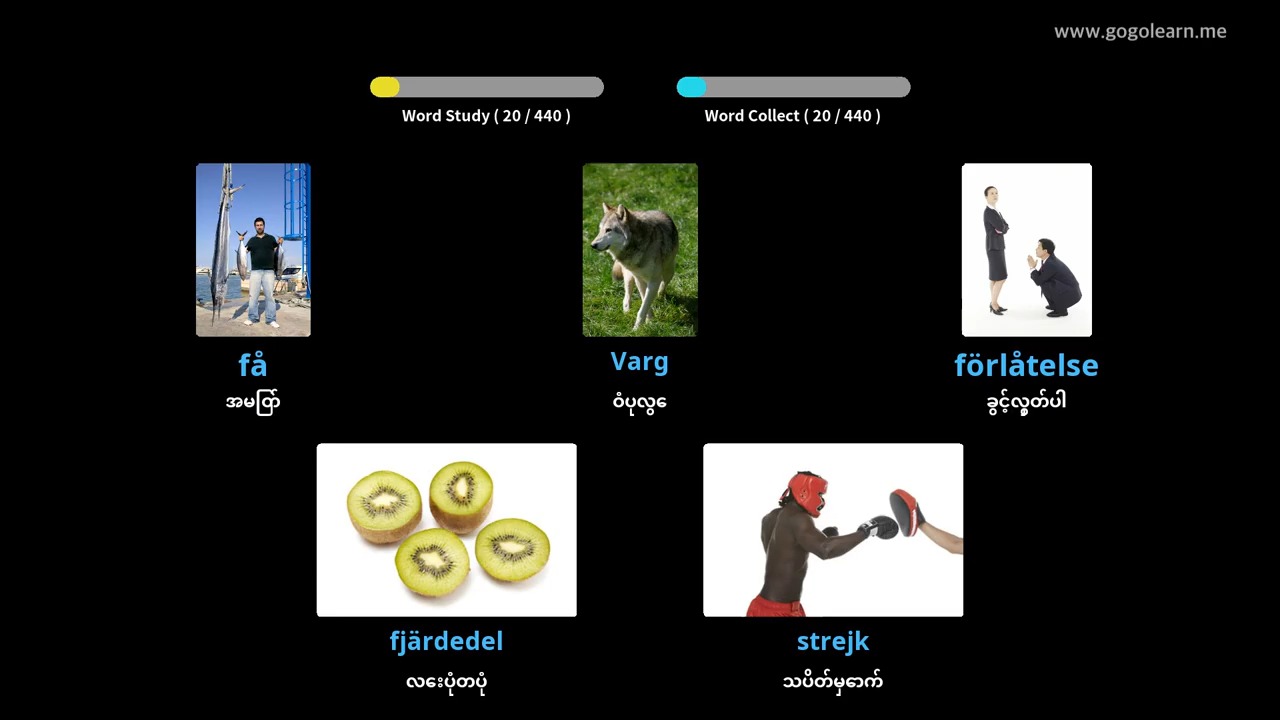 www.gogolearn.me
Word Study ( 20 / 440 )
Word Collect ( 20 / 440 )
få
Varg
förlåtelse
အမတြာ်
ဝံပုလွေ
ခွင့်လွှတ်ပါ
fjärdedel
strejk
လးေပုံတပုံ
သပိတ်မှောက်